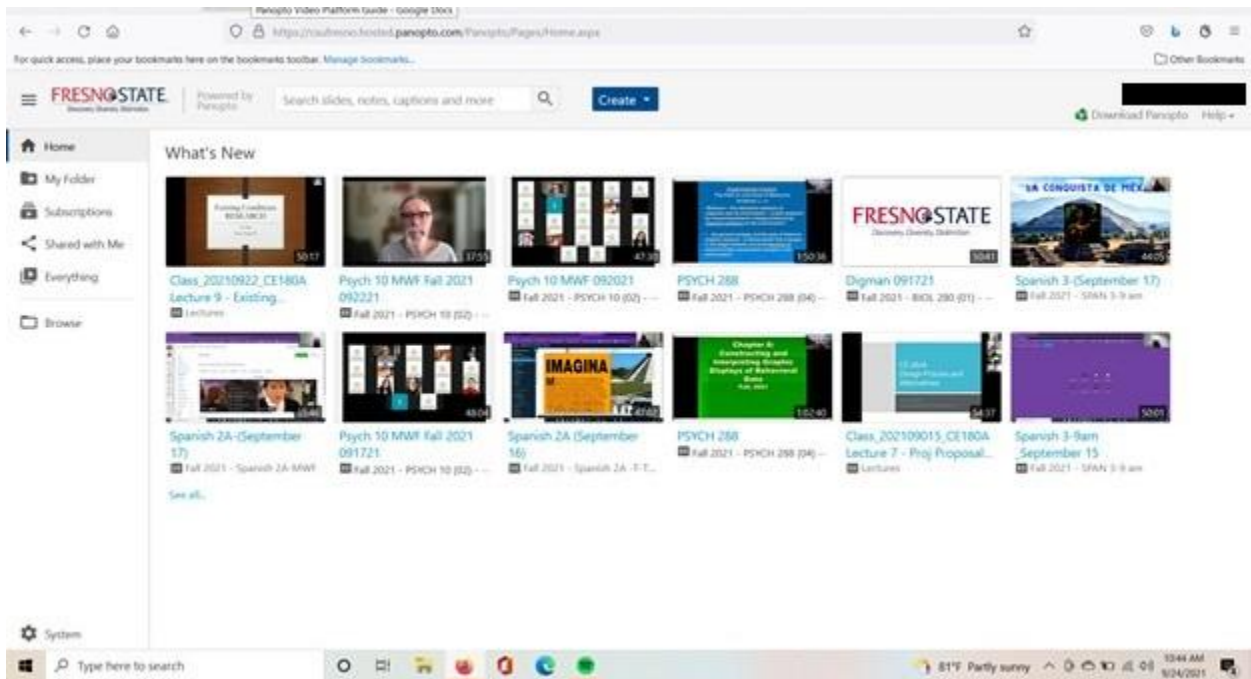 Panopto Video Platform Guide - Google Docs
https://csufresno.hosted.panopto.com/Panopto/Pages/Home.aspx
For quick access, place your bookmarks here on the bookmarks toolbar. Manage bookmarks...
Other Bookmarks
FRESNO STATE
Discovery. Diversity. Distinction.
Powered by
Panopto
Search slides, notes, captions and more
Create
Download Panopto
Help
Home
My Folder
Subscriptions
Shared with Me
Everything
Browse
System
What's New
50:17
Class_20210922_CE180A
Lecture 9 - Existing...
Lectures
37:55
Psych 10 MWF Fall 2021
092221
Fall 2021 - PSYCH 10 (02) - ...
47:30
Psych 10 MWF 092021
Fall 2021 - PSYCH 10 (02) - ...
1:50:36
PSYCH 288
Fall 2021 - PSYCH 288 (04) - ...
FRESNO STATE
Discovery. Diversity. Distinction.
50:41
Digman 091721
Fall 2021 - BIOL 280 (01) - ...
LA CONQUISTA DE MEX
44:05
Spanish 3-(September 17)
Fall 2021 - SPAN 3-9 am
Spanish 2A-(September
17)
Fall 2021 - Spanish 2A-MWF
48:04
Psych 10 MWF Fall 2021
091721
Fall 2021 - PSYCH 10 (02) - ...
IMAGINA
47:02
Spanish 2A (September
16)
Fall 2021 - Spanish 2A -T-T...
Chapter 6:
Constructing and
Interpreting Graphic
Displays of Behavioral
Data
Fall, 2021
1:02:40
PSYCH 288
Fall 2021 - PSYCH 288 (04) - ...
54:37
Class_202109015_CE180A
Lecture 7 - Proj Proposal...
Lectures
50:01
Spanish 3-9am
_September 15
Fall 2021 - SPAN 3-9 am
See all...
Type here to search
81°F Partly sunny
10:44 AM
9/24/2021